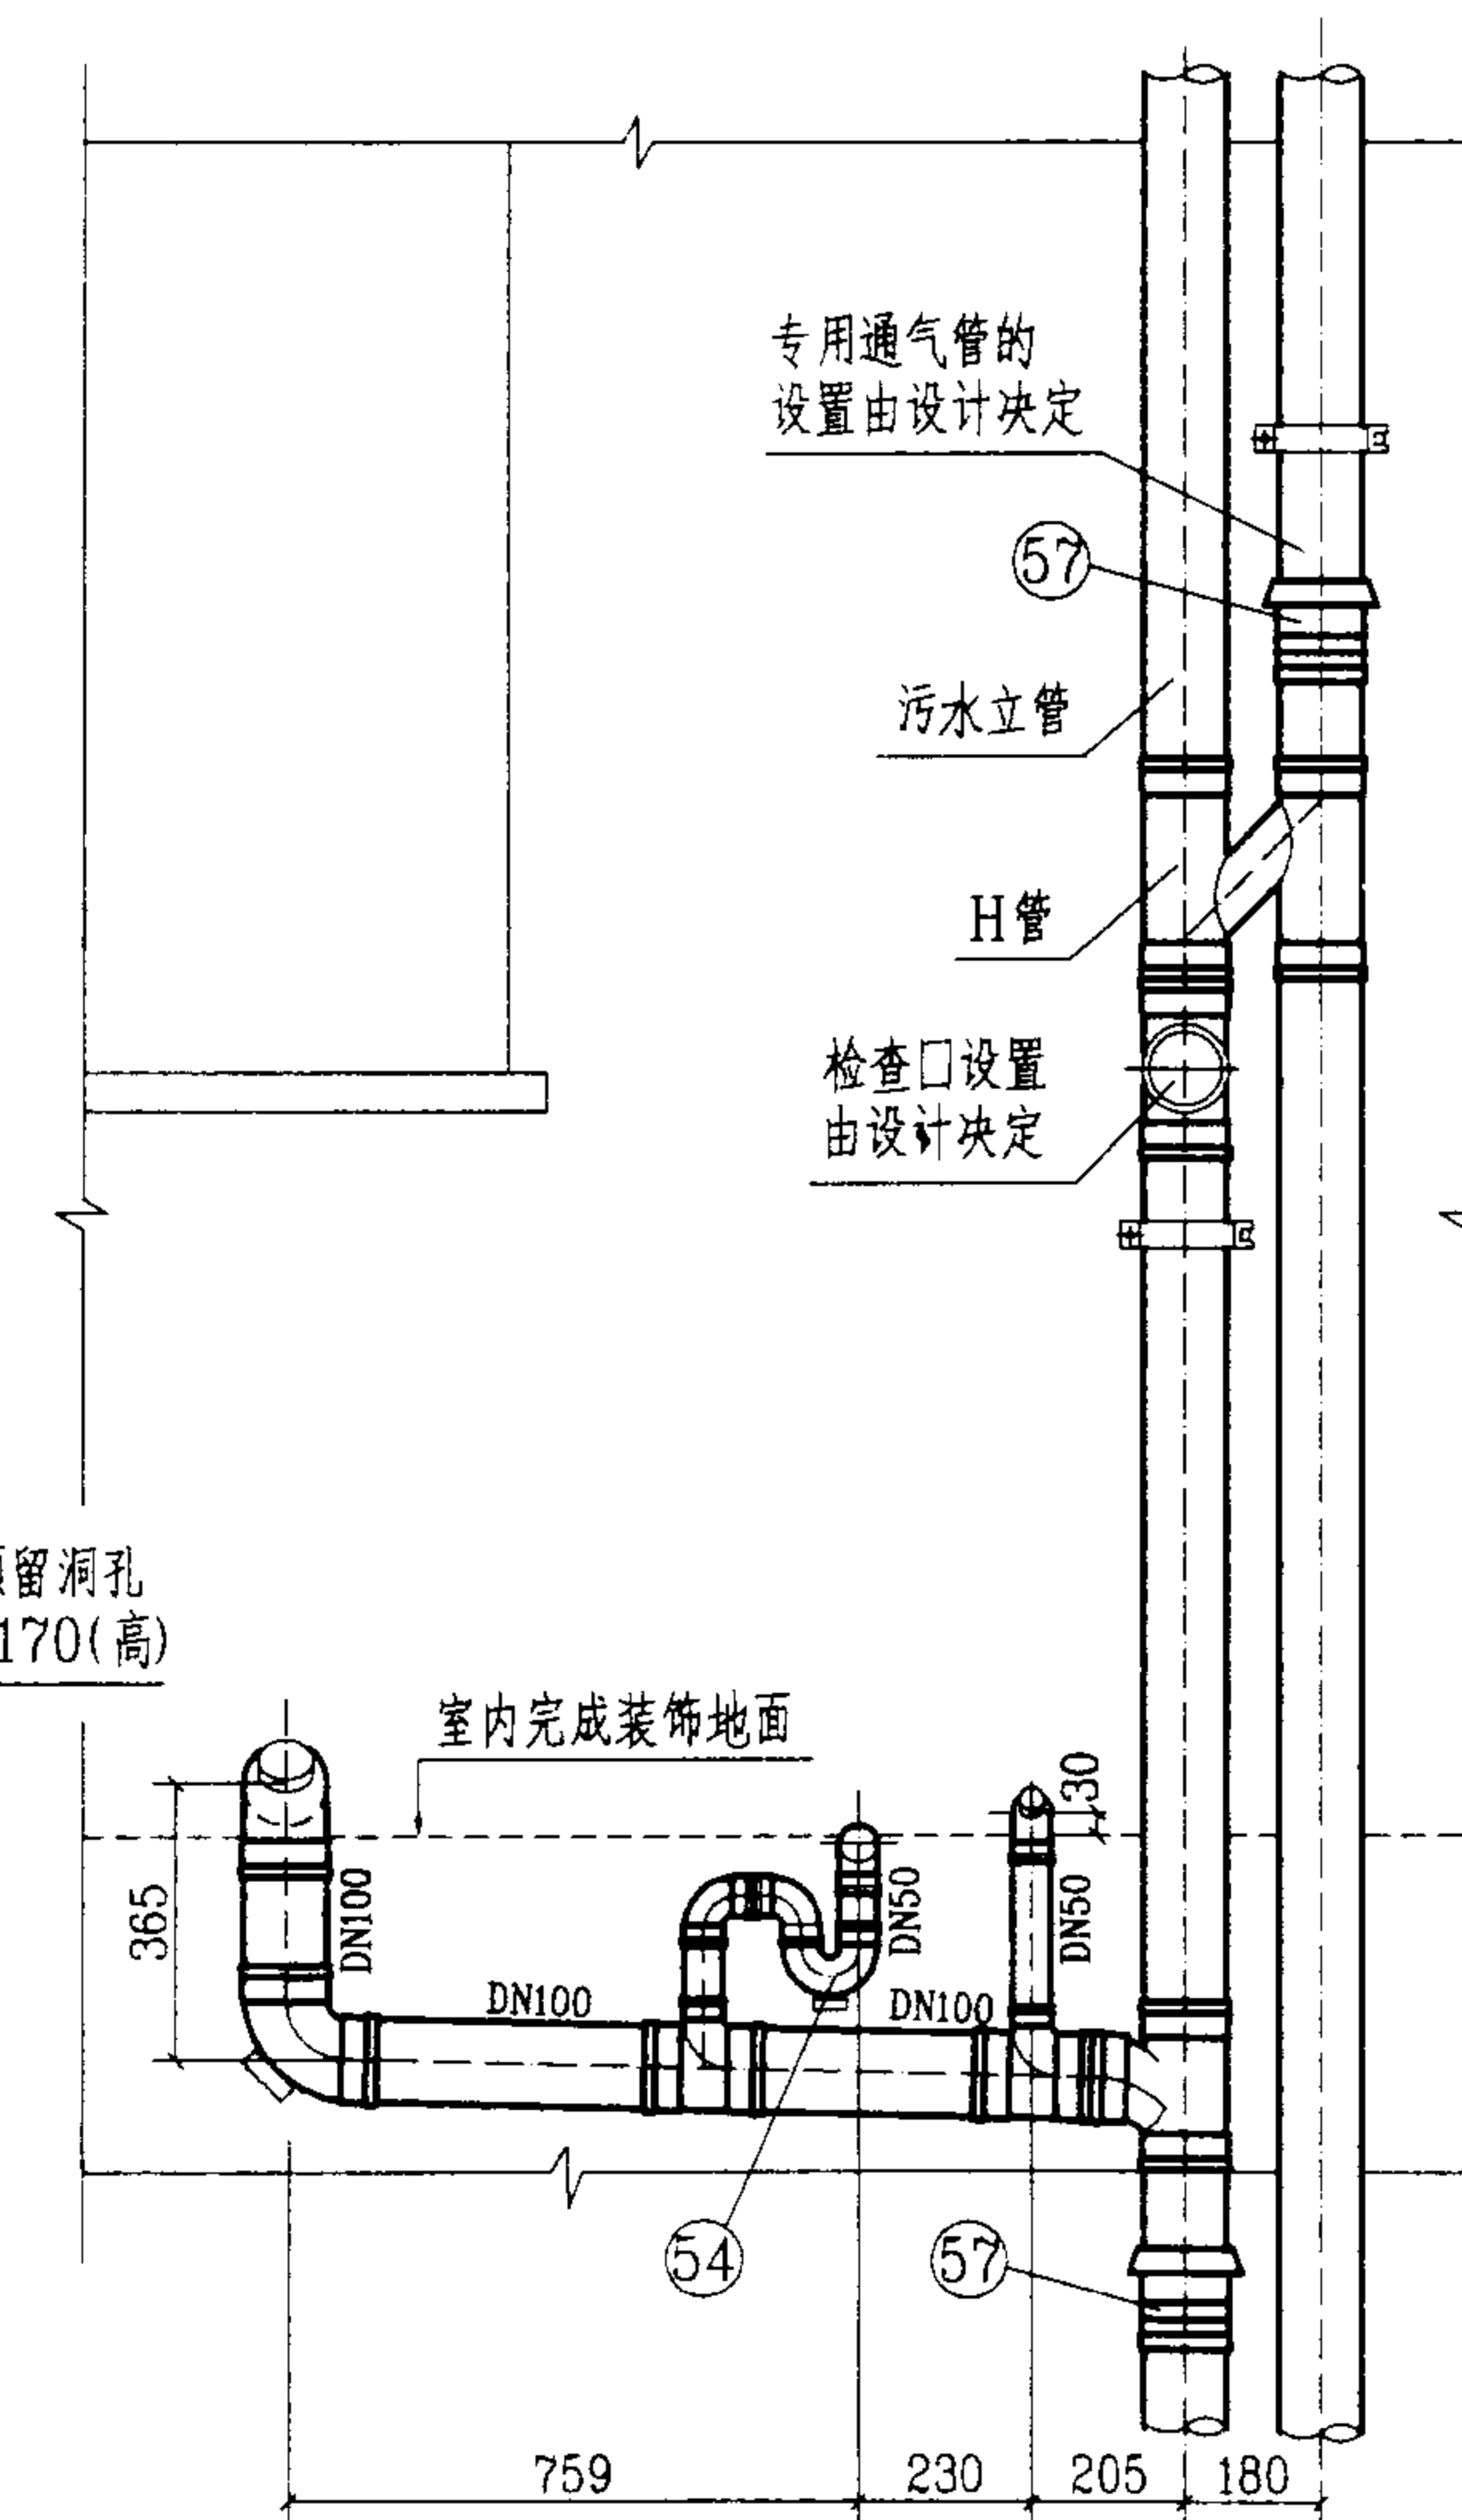 专用通气管的
设置由设计决定
57
污水立管
H管
检查口设置
由设计决定
留洞孔
170(高)
室内完成装饰地面
30
365
DN100
DN50
DN50
DN100
DN100
54
57
759
230
205
180